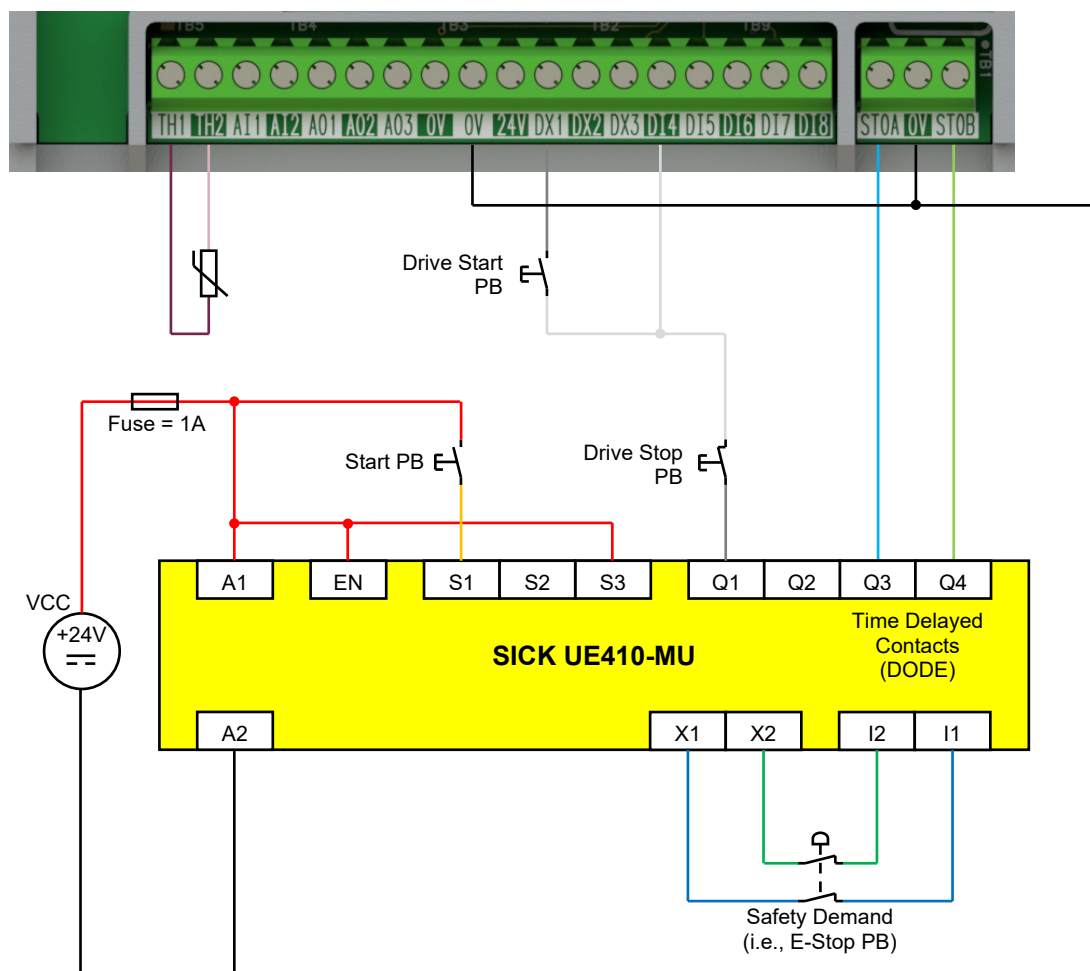 TB5 TB4 TB3 TB2 TB9
TB1
TH1 TH2 AI1 AI2 AO1 AO2 AO3 0V 0V 24V DX1 DX2 DX3 DI4 DI5 DI6 DI7 DI8 STOA 0V STOB
Drive Start
PB
Fuse = 1A
Start PB
Drive Stop
PB
A1 EN S1 S2 S3 Q1 Q2 Q3 Q4
VCC
+24V
Time Delayed
Contacts
(DODE)
SICK UE410-MU
A2 X1 X2 I2 I1
Safety Demand
(i.e., E-Stop PB)